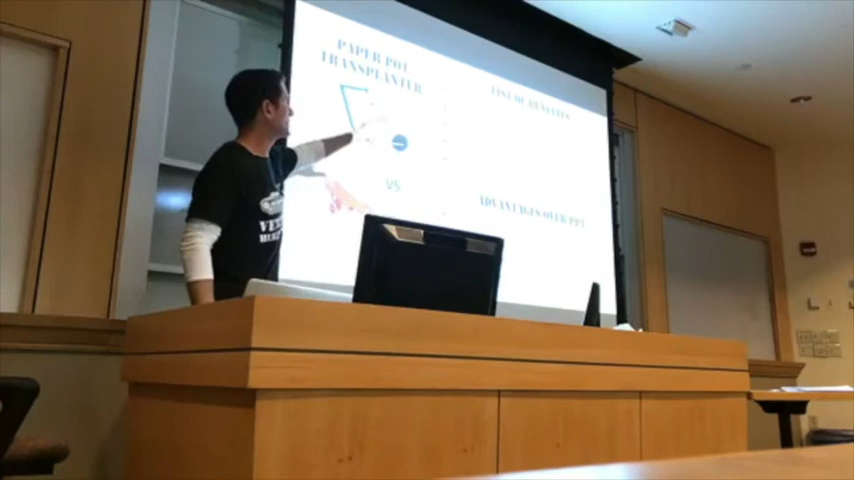 PAPER POT
TRANSPLANTER
LIST OF BENEFITS
VS
ADVANTAGES OVER PPT